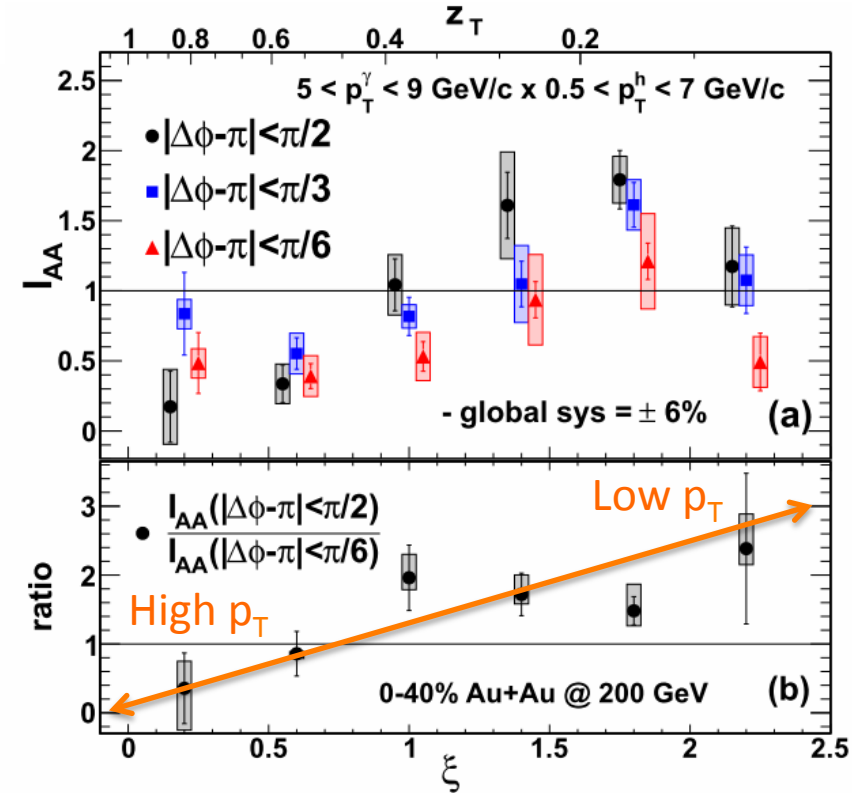 z_T
1 0.8 0.6 0.4 0.2
5 < p_T^γ < 9 GeV/c x 0.5 < p_T^h < 7 GeV/c
|Δϕ-π|<π/2
|Δϕ-π|<π/3
|Δϕ-π|<π/6
I_AA
2.5
2
1.5
1
0.5
0
- global sys = ± 6%
(a)
I_AA(|Δϕ-π|<π/2)
I_AA(|Δϕ-π|<π/6)
Low p_T
High p_T
ratio
3
2
1
0
0-40% Au+Au @ 200 GeV
(b)
0 0.5 1 1.5 2 2.5
ξ